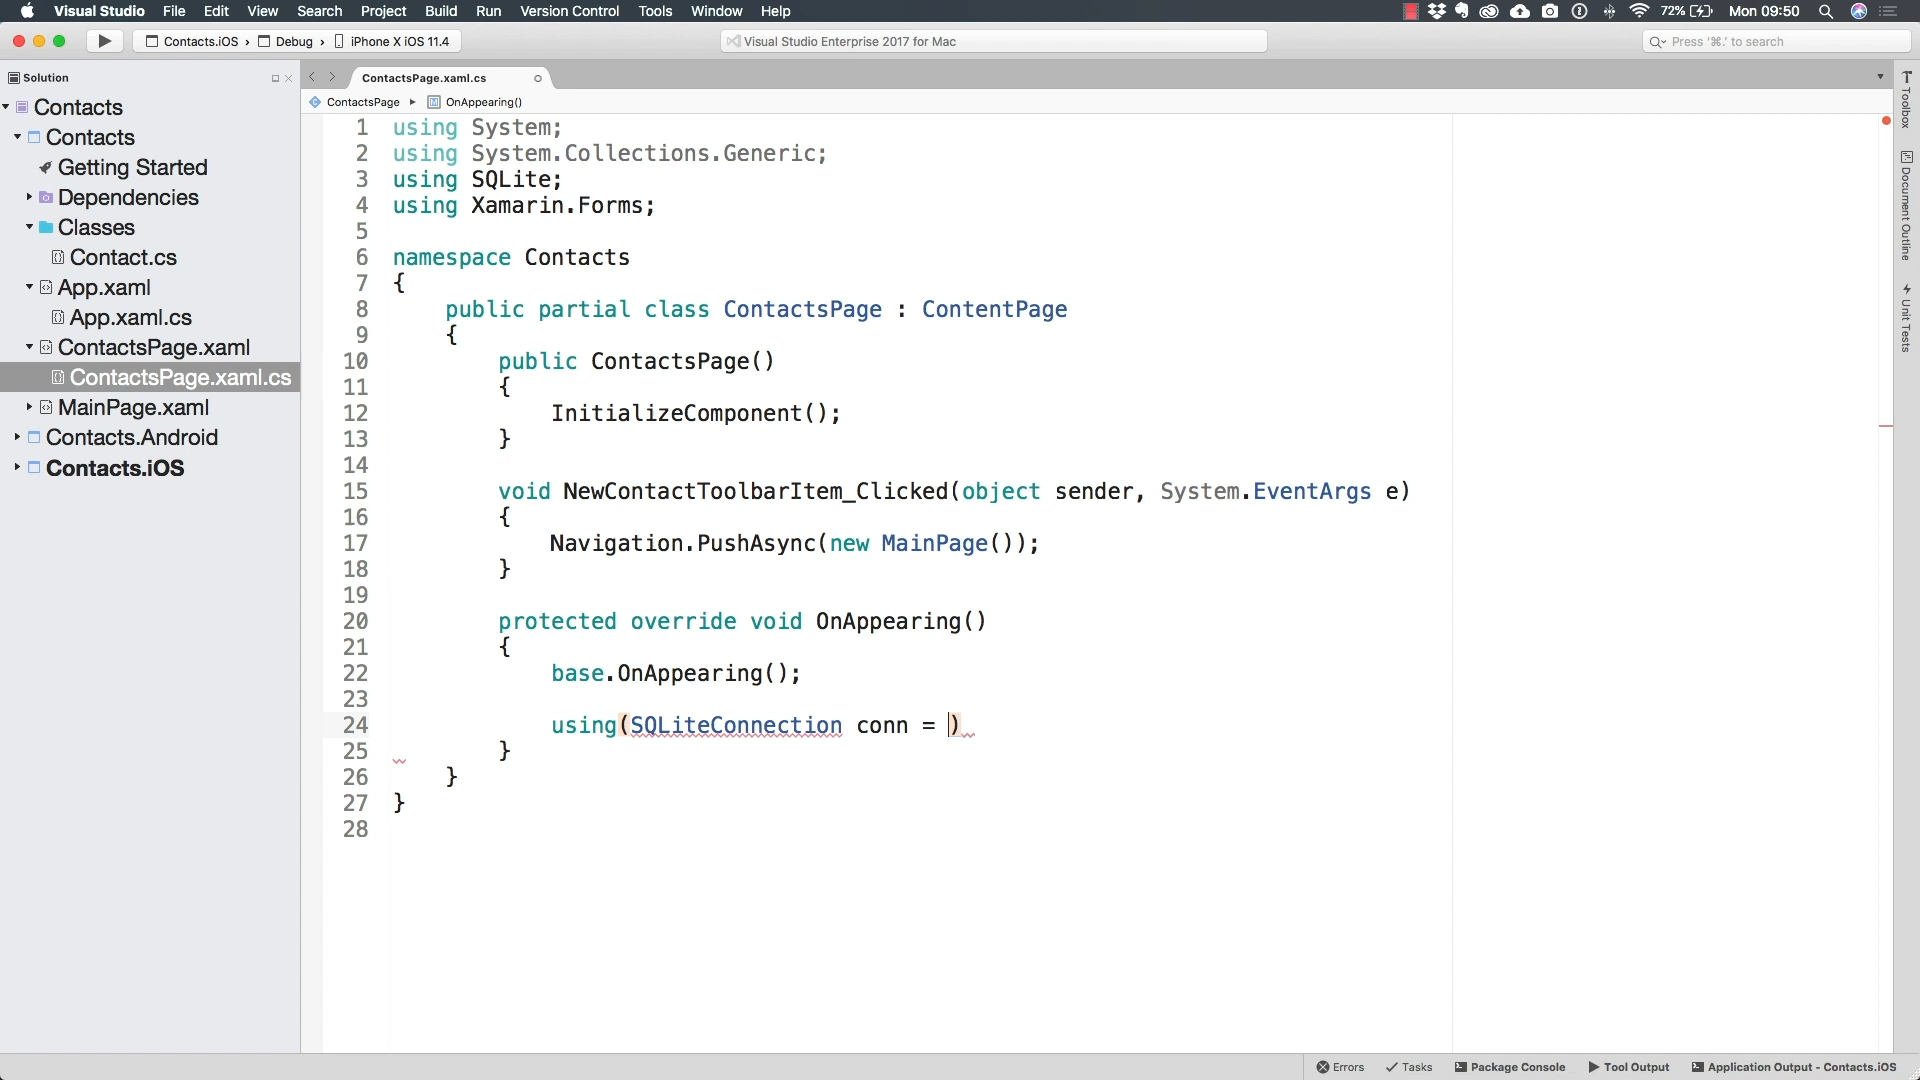 Visual Studio File Edit View Search Project Build Run Version Control Tools Window Help 72% Mon 09:50
Contacts.iOS › Debug › iPhone X iOS 11.4
Visual Studio Enterprise 2017 for Mac
Press '⌘.' to search
Solution
Contacts
Contacts
Getting Started
Dependencies
Classes
Contact.cs
App.xaml
App.xaml.cs
ContactsPage.xaml
ContactsPage.xaml.cs
MainPage.xaml
Contacts.Android
Contacts.iOS
ContactsPage.xaml.cs
ContactsPage ▸ OnAppearing()
1 using System;
2 using System.Collections.Generic;
3 using SQLite;
4 using Xamarin.Forms;
5
6 namespace Contacts
7 {
8     public partial class ContactsPage : ContentPage
9     {
10         public ContactsPage()
11         {
12             InitializeComponent();
13         }
14
15         void NewContactToolbarItem_Clicked(object sender, System.EventArgs e)
16         {
17             Navigation.PushAsync(new MainPage());
18         }
19
20         protected override void OnAppearing()
21         {
22             base.OnAppearing();
23
24             using(SQLiteConnection conn = )
25         }
26     }
27 }
28
Toolbox
Document Outline
Unit Tests
Errors Tasks Package Console Tool Output Application Output - Contacts.iOS